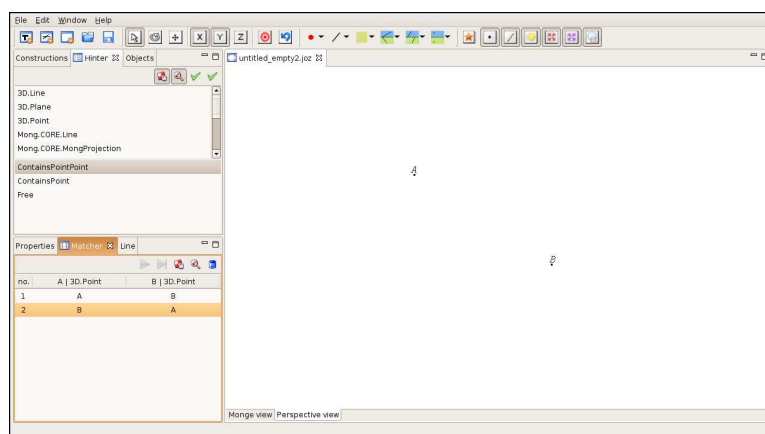 File Edit Window Help
X Y Z
Constructions Hinter Objects
untitled_empty2.joz
3D.Line
3D.Plane
3D.Point
Mong.CORE.Line
Mong.CORE.MongProjection
ContainsPointPoint
ContainsPoint
Free
A
B
Properties Matcher Line
no. A | 3D.Point B | 3D.Point
1 A B
2 B A
Monge view Perspective view